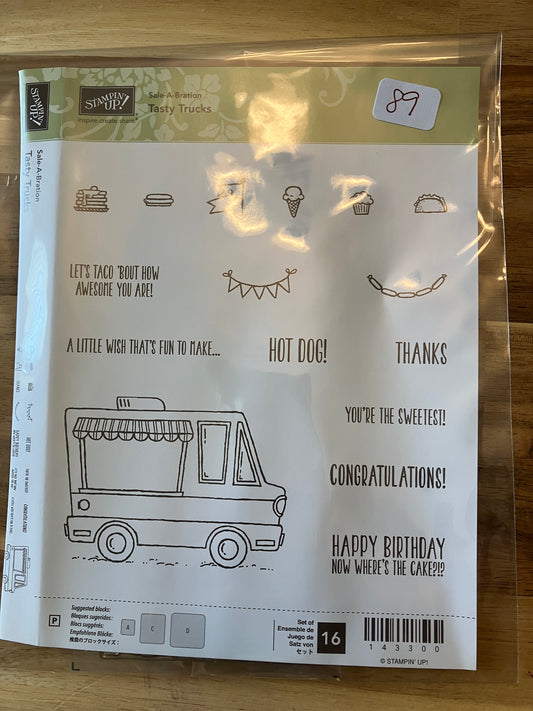 STAMPIN' UP!
STAMPIN' UP!
inspire create share
Sale-A-Bration
Tasty Trucks
89
Sale-A-Bration
Tasty Trucks
LET'S TACO 'BOUT HOW
AWESOME YOU ARE!
A LITTLE WISH THAT'S FUN TO MAKE...
HOT DOG!
THANKS
YOU'RE THE SWEETEST!
CONGRATULATIONS!
HAPPY BIRTHDAY
NOW WHERE'S THE CAKE?!?
P
Suggested blocks:
Bloques sugeridos:
Blocs suggérés:
Empfohlene Blöcke:
推奨のブロックサイズ:
A
C
D
Set of
Ensemble de
Juego de
Satz von
セット
16
143300
© STAMPIN' UP!